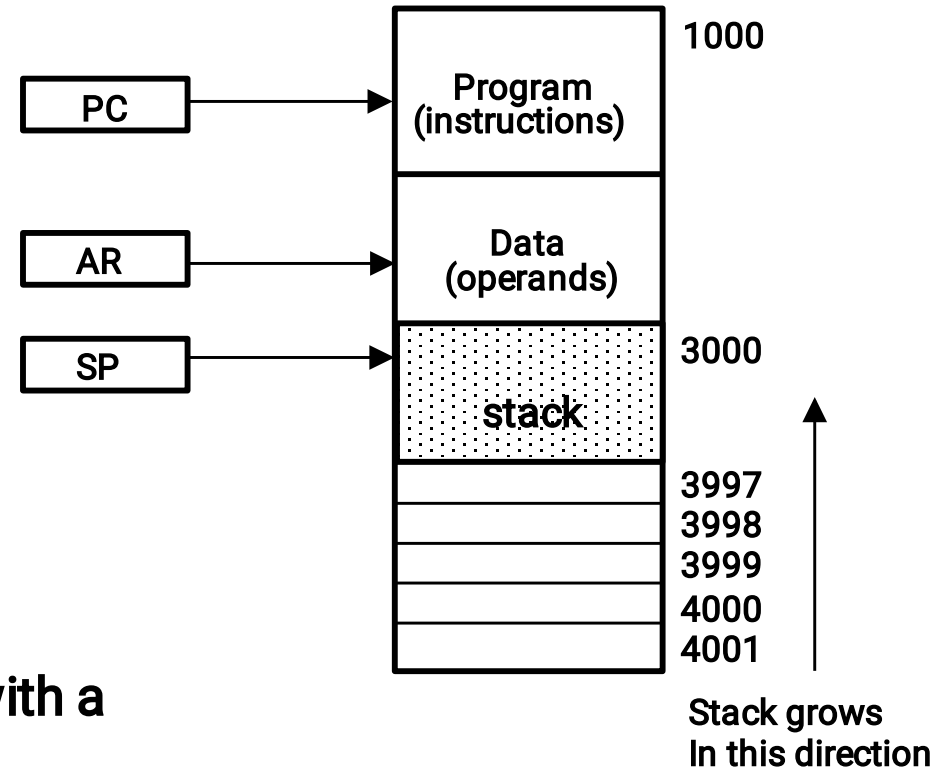 1000
PC
Program
(instructions)
AR
Data
(operands)
SP
3000
stack
3997
3998
3999
4000
4001
with a
Stack grows
In this direction